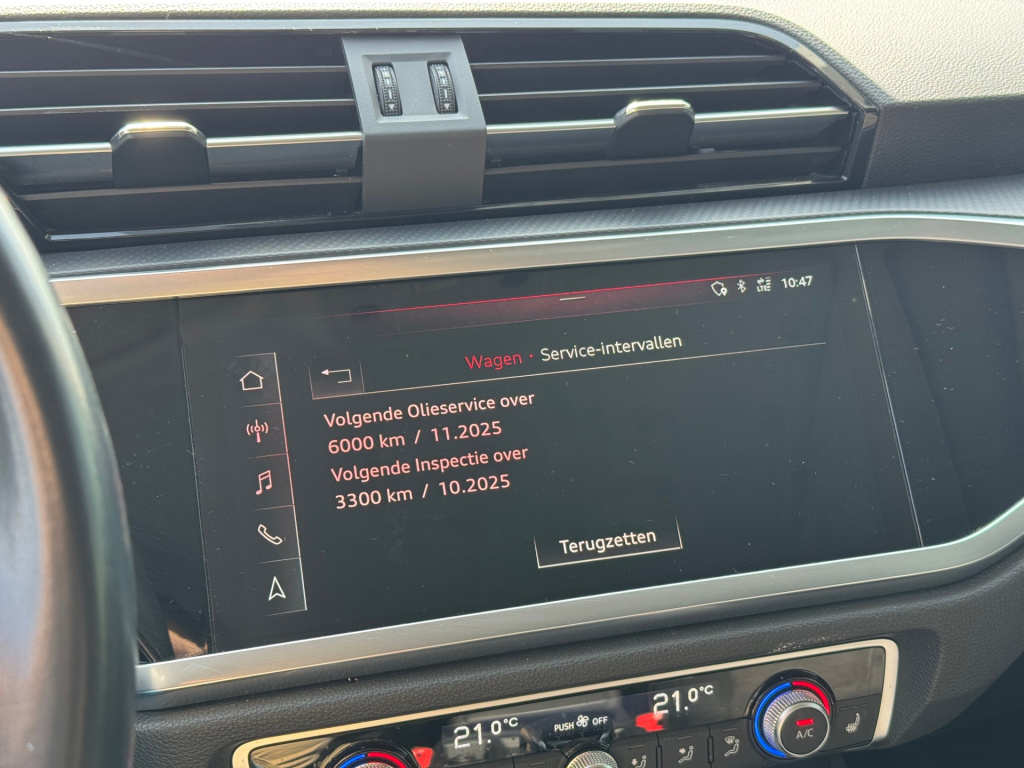 LTE 10:47
Wagen · Service-intervallen
Volgende Olieservice over
6000 km / 11.2025
Volgende Inspectie over
3300 km / 10.2025
Terugzetten
21.0°C PUSH OFF 21.0°C
A/C